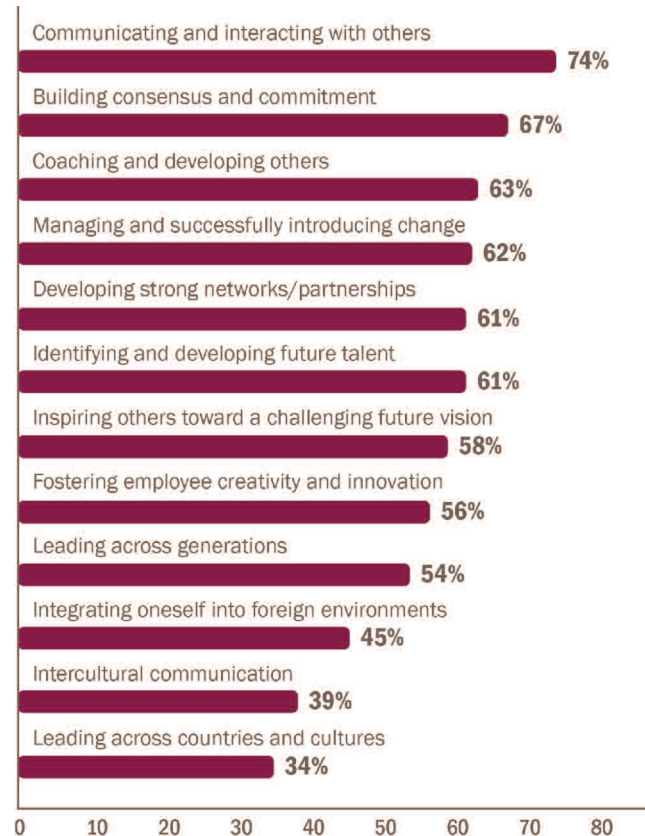 Communicating and interacting with others
74%
Building consensus and commitment
67%
Coaching and developing others
63%
Managing and successfully introducing change
62%
Developing strong networks/partnerships
61%
Identifying and developing future talent
61%
Inspiring others toward a challenging future vision
58%
Fostering employee creativity and innovation
56%
Leading across generations
54%
Integrating oneself into foreign environments
45%
Intercultural communication
39%
Leading across countries and cultures
34%
0 10 20 30 40 50 60 70 80